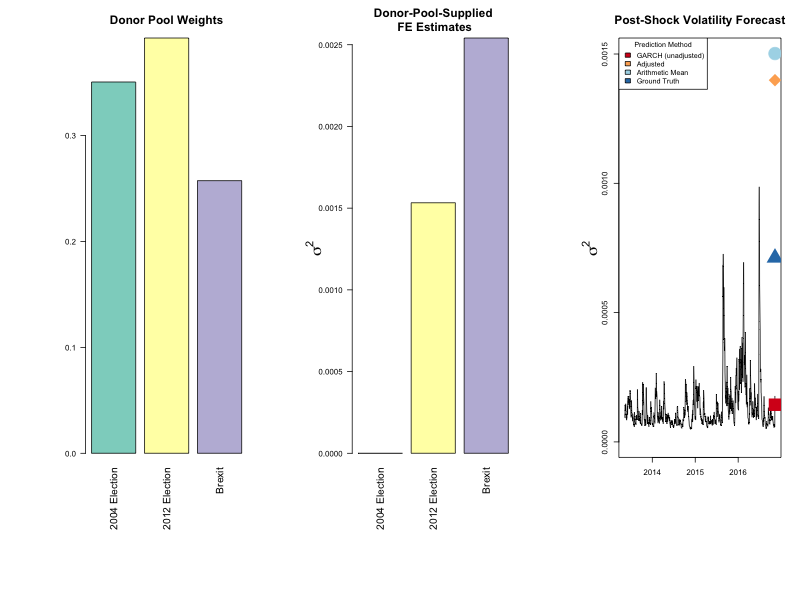 Donor Pool Weights
0.3
0.2
0.1
0.0
2004 Election
2012 Election
Brexit
Donor-Pool-Supplied
FE Estimates
σ2
0.0025
0.0020
0.0015
0.0010
0.0005
0.0000
2004 Election
2012 Election
Brexit
Post-Shock Volatility Forecast
Prediction Method
GARCH (unadjusted)
Adjusted
Arithmetic Mean
Ground Truth
σ2
0.0015
0.0010
0.0005
0.0000
2014
2015
2016